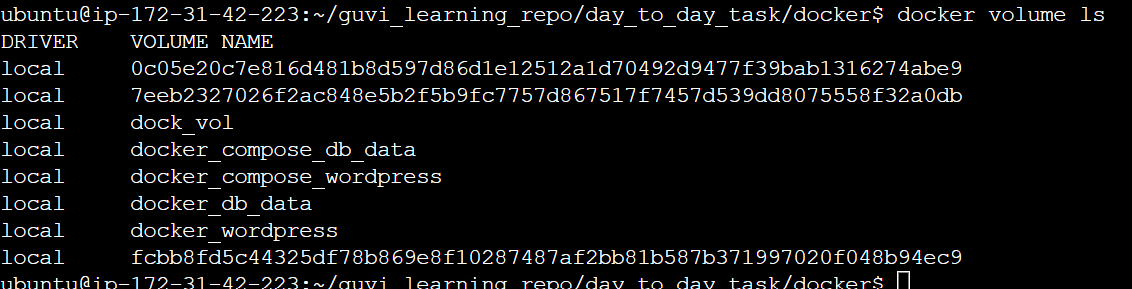 ubuntu@ip-172-31-42-223:~/guvi_learning_repo/day_to_day_task/docker$ docker volume ls
DRIVER    VOLUME NAME
local     0c05e20c7e816d481b8d597d86d1e12512a1d70492d9477f39bab1316274abe9
local     7eeb2327026f2ac848e5b2f5b9fc7757d867517f7457d539dd8075558f32a0db
local     dock_vol
local     docker_compose_db_data
local     docker_compose_wordpress
local     docker_db_data
local     docker_wordpress
local     fcbb8fd5c44325df78b869e8f10287487af2bb81b587b371997020f048b94ec9
ubuntu@ip-172-31-42-223:~/guvi_learning_repo/day_to_day_task/docker$